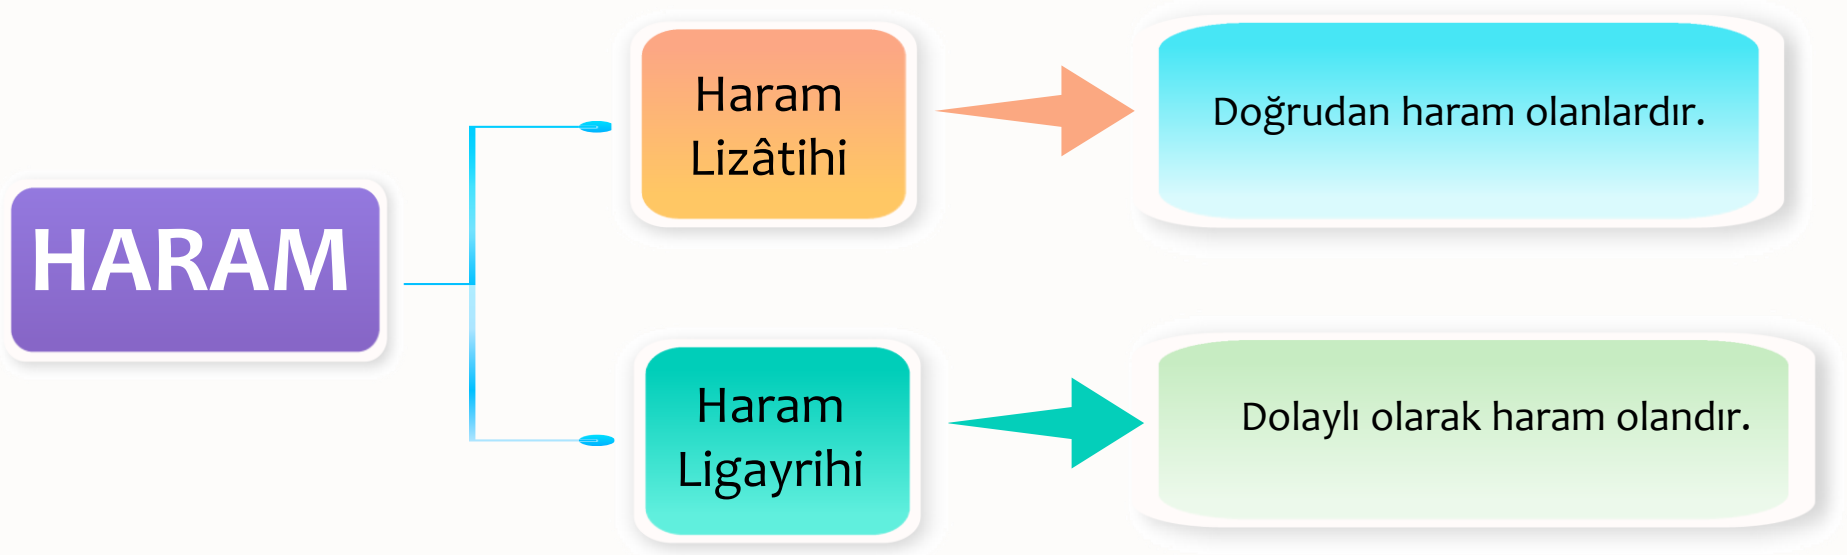 HARAM
Haram
Lizâtihi
Doğrudan haram olanlardır.
Haram
Ligayrihi
Dolaylı olarak haram olandır.